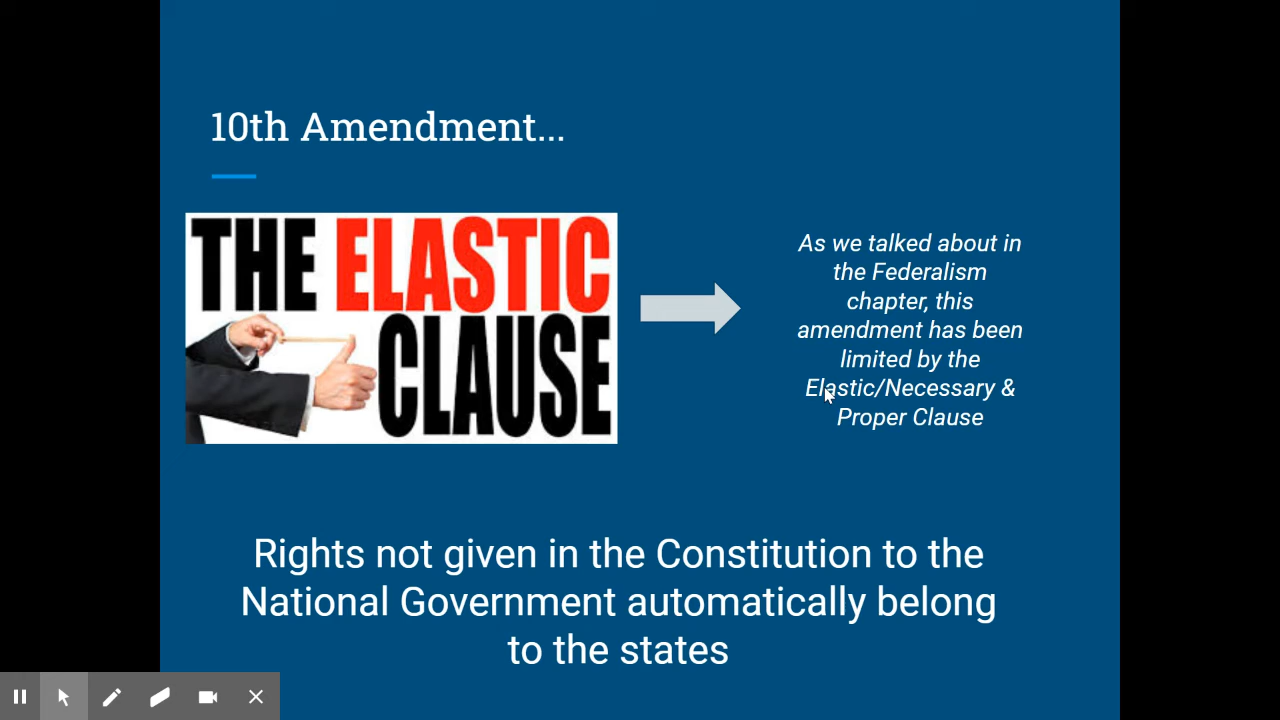 10th Amendment...
THE ELASTIC
CLAUSE
As we talked about in
the Federalism
chapter, this
amendment has been
limited by the
Elastic/Necessary &
Proper Clause
Rights not given in the Constitution to the
National Government automatically belong
to the states